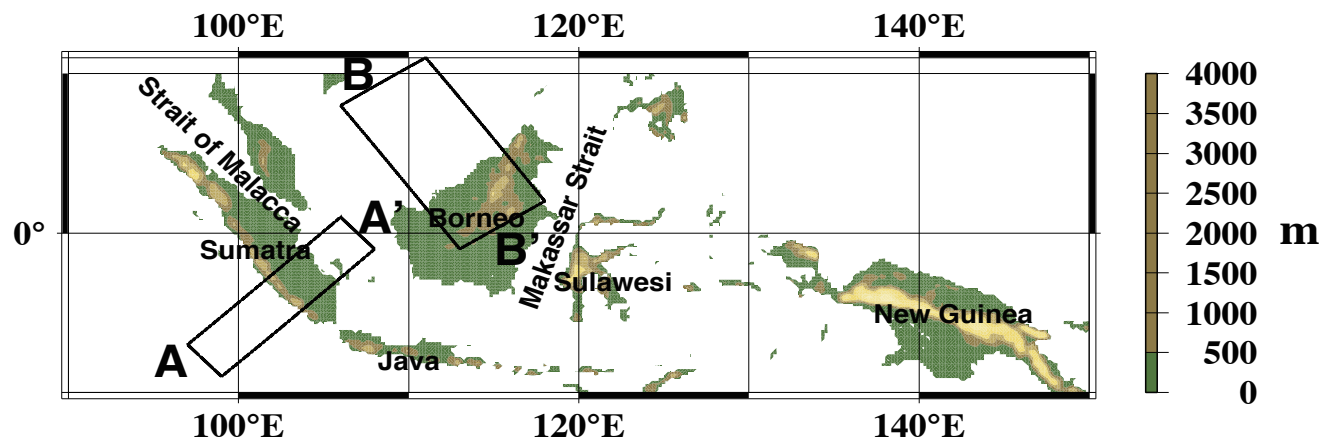 100°E 120°E 140°E
B
Strait of Malacca
Makassar Strait
A'
Borneo
0°
Sumatra
B'
Sulawesi
New Guinea
A
Java
100°E 120°E 140°E
4000
3500
3000
2500
2000
1500
1000
500
0
m